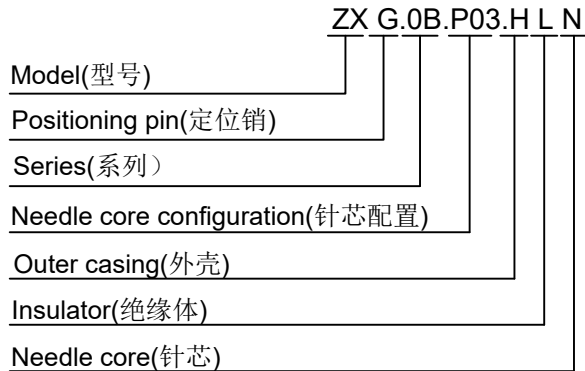 ZX G.0B.P03.H L N
Model(型号)
Positioning pin(定位销)
Series(系列）
Needle core configuration(针芯配置)
Outer casing(外壳)
Insulator(绝缘体)
Needle core(针芯)